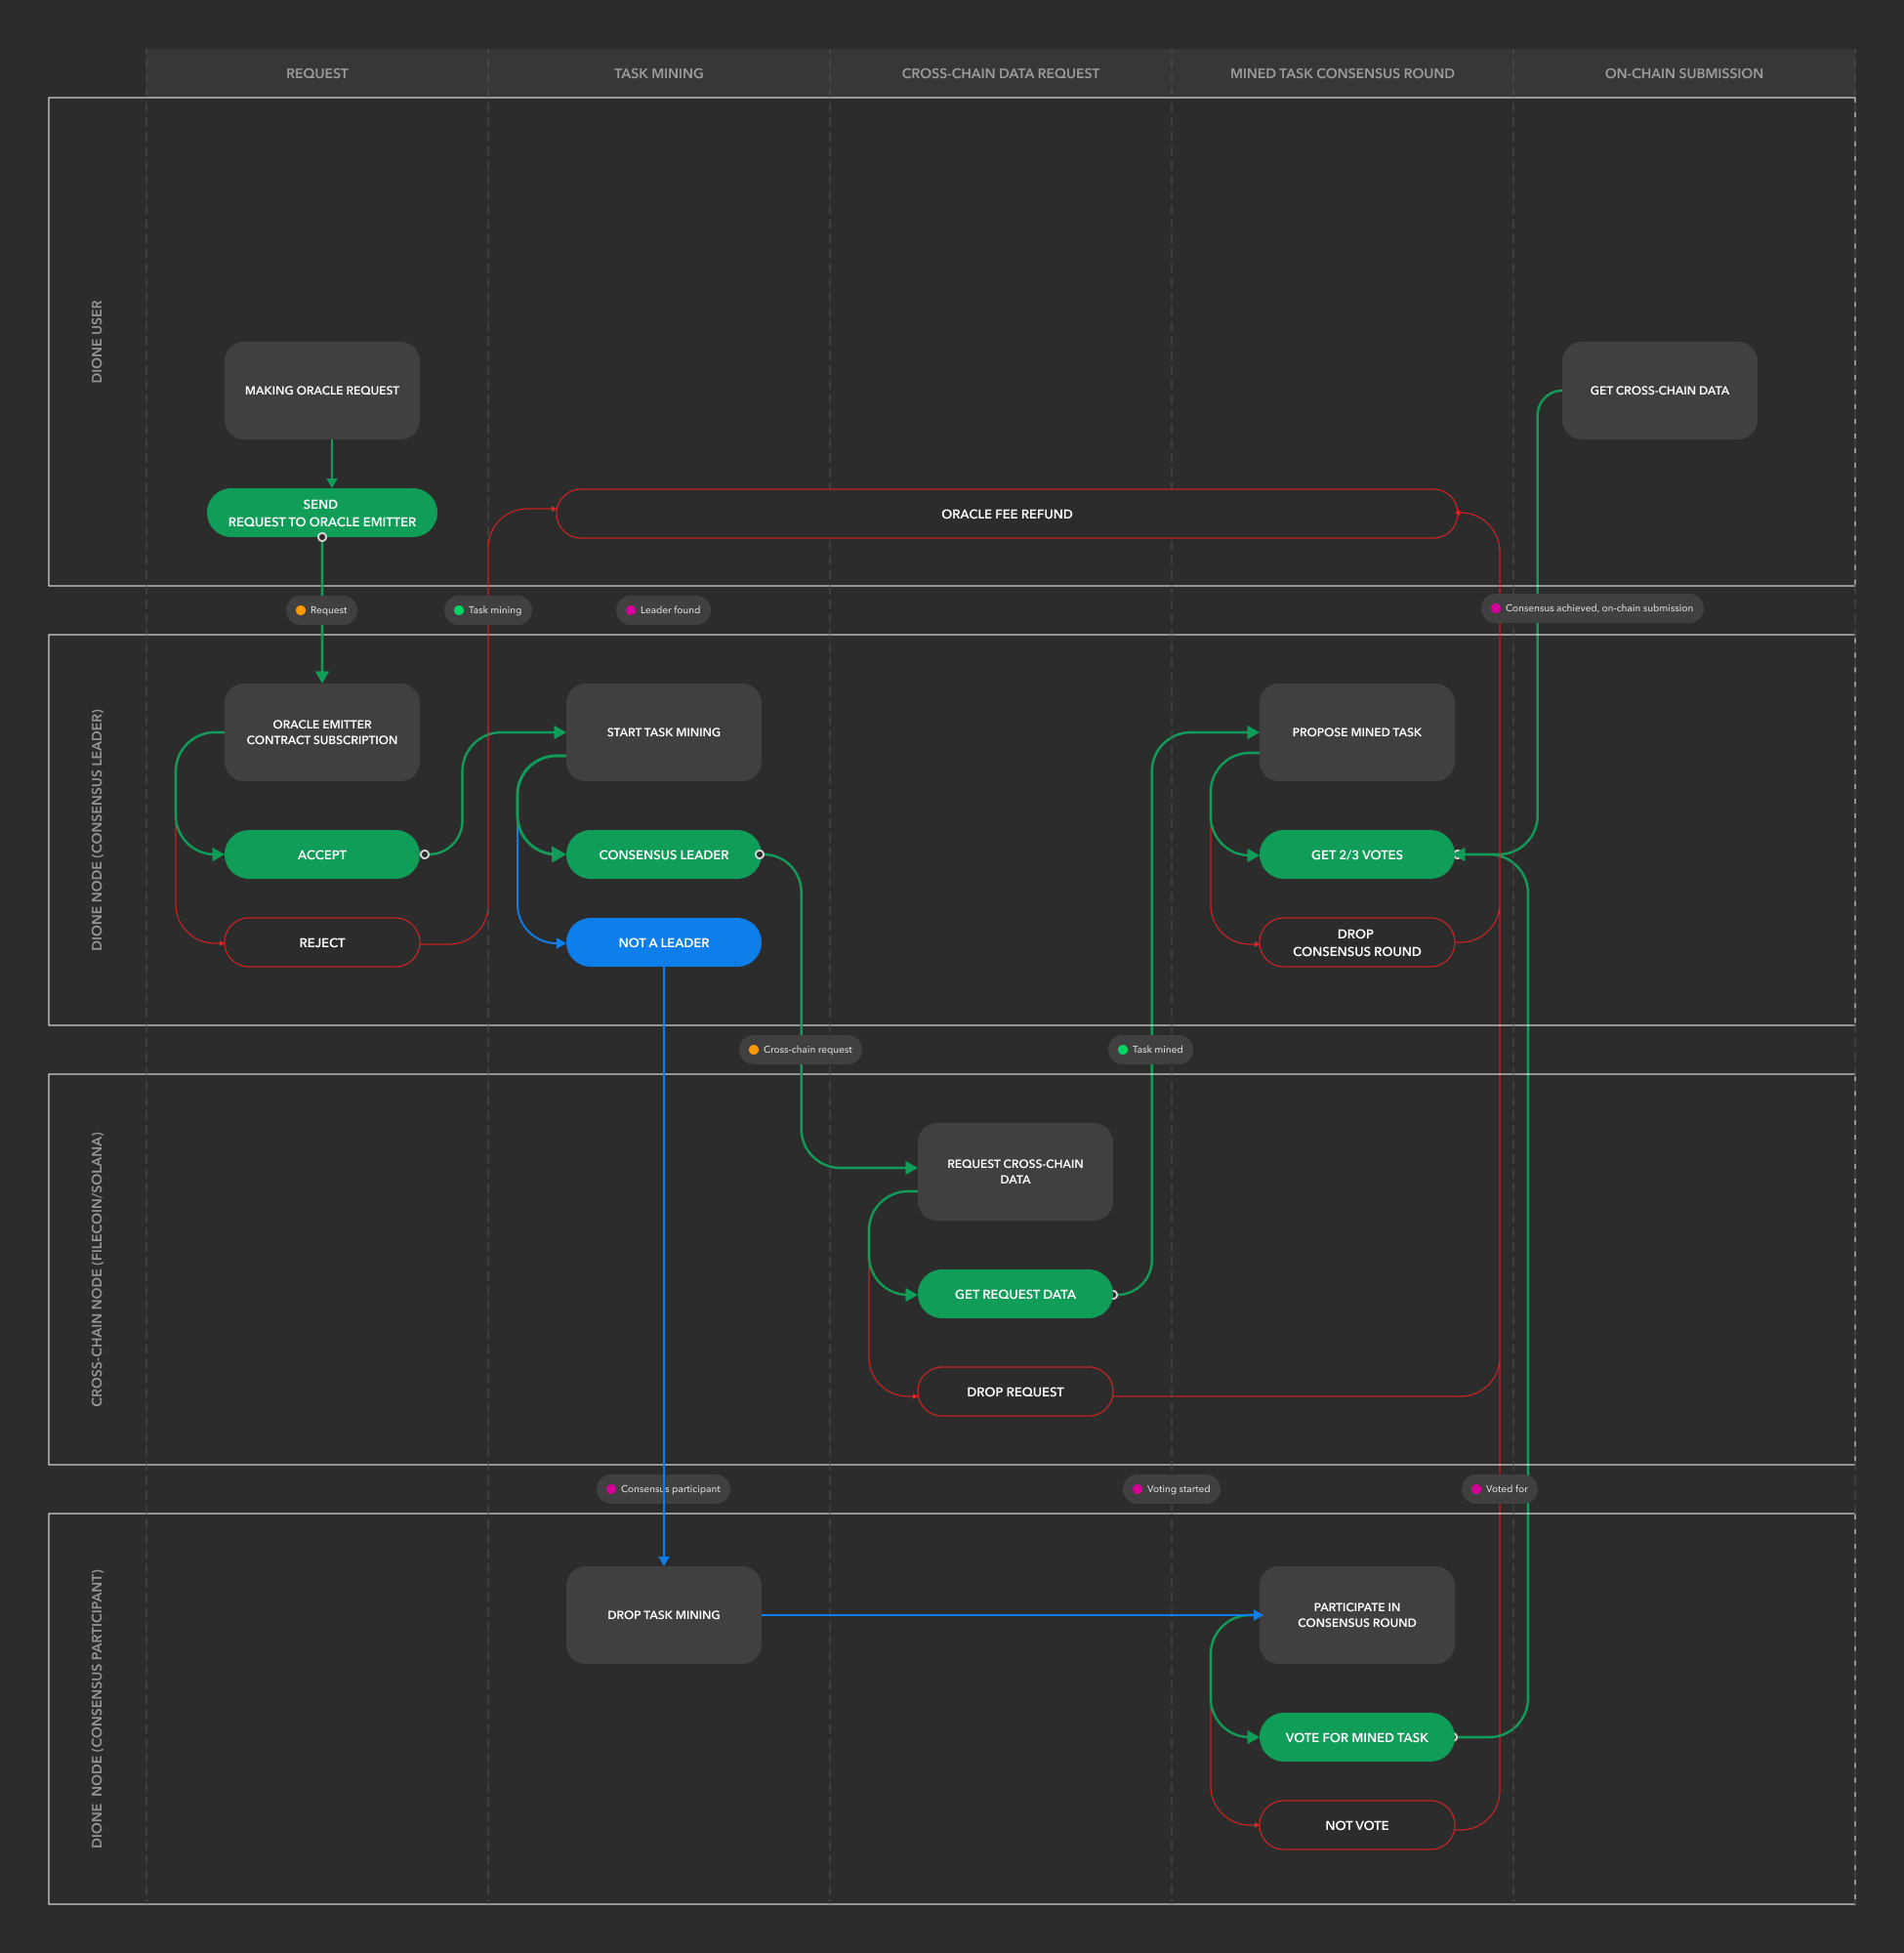 REQUEST
TASK MINING
CROSS-CHAIN DATA REQUEST
MINED TASK CONSENSUS ROUND
ON-CHAIN SUBMISSION
DIONE USER
MAKING ORACLE REQUEST
GET CROSS-CHAIN DATA
SEND
REQUEST TO ORACLE EMITTER
ORACLE FEE REFUND
Request
Task mining
Leader found
Consensus achieved, on-chain submission
DIONE NODE (CONSENSUS LEADER)
ORACLE EMITTER
CONTRACT SUBSCRIPTION
START TASK MINING
PROPOSE MINED TASK
ACCEPT
CONSENSUS LEADER
GET 2/3 VOTES
REJECT
NOT A LEADER
DROP
CONSENSUS ROUND
Cross-chain request
Task mined
CROSS-CHAIN NODE (FILECOIN/SOLANA)
REQUEST CROSS-CHAIN
DATA
GET REQUEST DATA
DROP REQUEST
Consensus participant
Voting started
Voted for
DIONE NODE (CONSENSUS PARTICIPANT)
DROP TASK MINING
PARTICIPATE IN
CONSENSUS ROUND
VOTE FOR MINED TASK
NOT VOTE